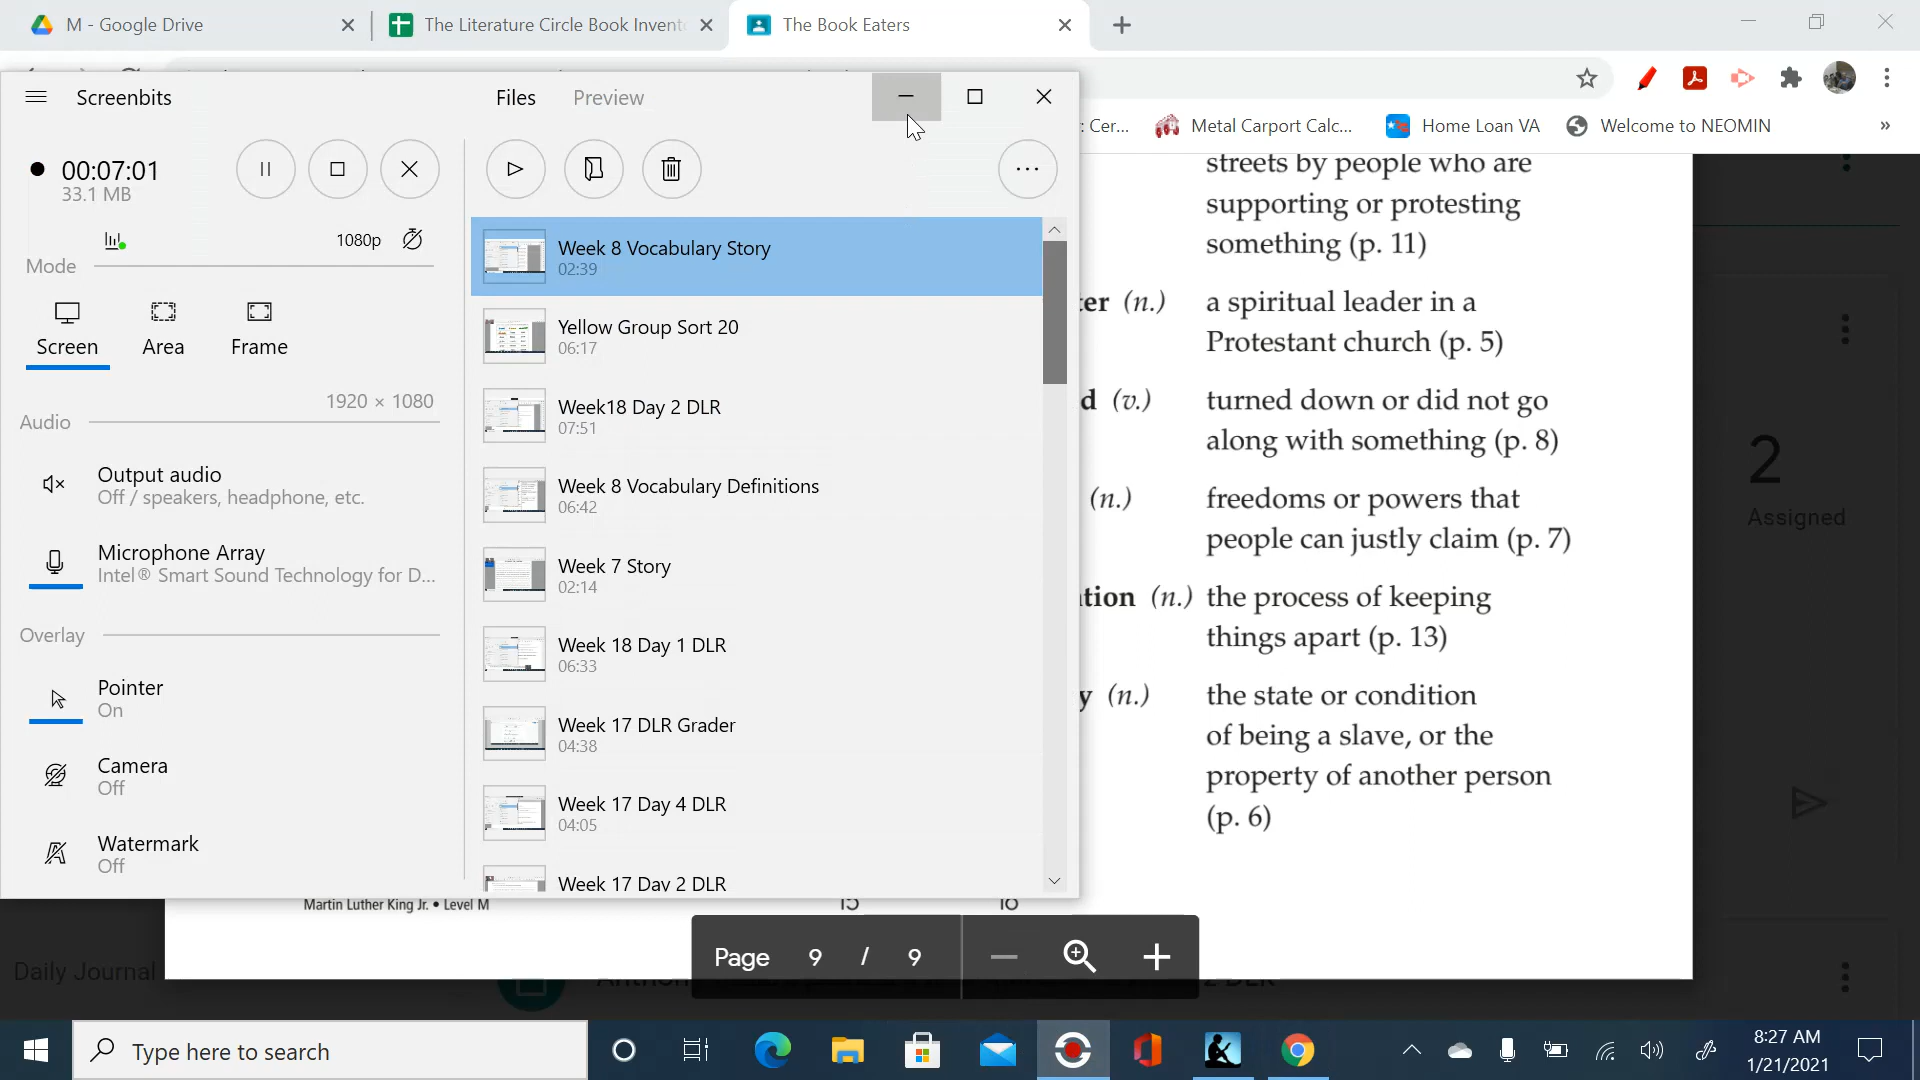 M - Google Drive
The Literature Circle Book Invent
The Book Eaters
Screenbits
Files
Preview
: Cer...
Metal Carport Calc...
Home Loan VA
Welcome to NEOMIN
»
00:07:01
33.1 MB
1080p
Mode
Screen
Area
Frame
1920 × 1080
Audio
Output audio
Off / speakers, headphone, etc.
Microphone Array
Intel® Smart Sound Technology for D...
Overlay
Pointer
On
Camera
Off
Watermark
Off
Week 8 Vocabulary Story
02:39
Yellow Group Sort 20
06:17
Week18 Day 2 DLR
07:51
Week 8 Vocabulary Definitions
06:42
Week 7 Story
02:14
Week 18 Day 1 DLR
06:33
Week 17 DLR Grader
04:38
Week 17 Day 4 DLR
04:05
Week 17 Day 2 DLR
streets by people who are
supporting or protesting
something (p. 11)
ter (n.) a spiritual leader in a
Protestant church (p. 5)
d (v.) turned down or did not go
along with something (p. 8)
(n.) freedoms or powers that
people can justly claim (p. 7)
tion (n.) the process of keeping
things apart (p. 13)
y (n.) the state or condition
of being a slave, or the
property of another person
(p. 6)
2
Assigned
Martin Luther King Jr. • Level M
15
16
Page 9 / 9
Daily Journal
2 DLR
Type here to search
8:27 AM
1/21/2021